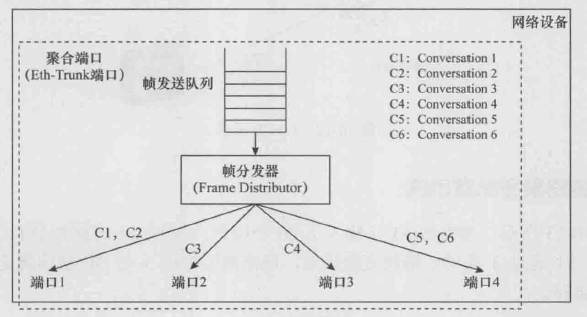 网络设备
聚合端口
(Eth-Trunk端口)
帧发送队列
C1：Conversation 1
C2：Conversation 2
C3：Conversation 3
C4：Conversation 4
C5：Conversation 5
C6：Conversation 6
帧分发器
(Frame Distributor)
C1，C2
C3
C4
C5，C6
端口1
端口2
端口3
端口4